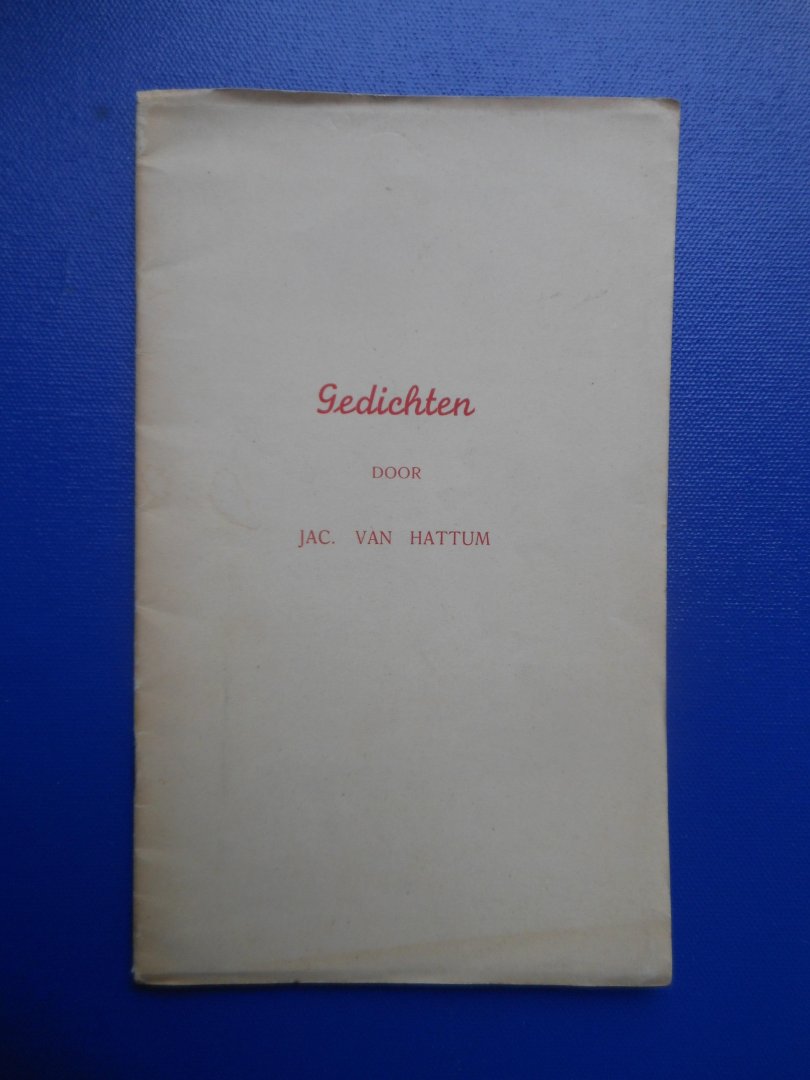 Gedichten
DOOR
JAC. VAN HATTUM